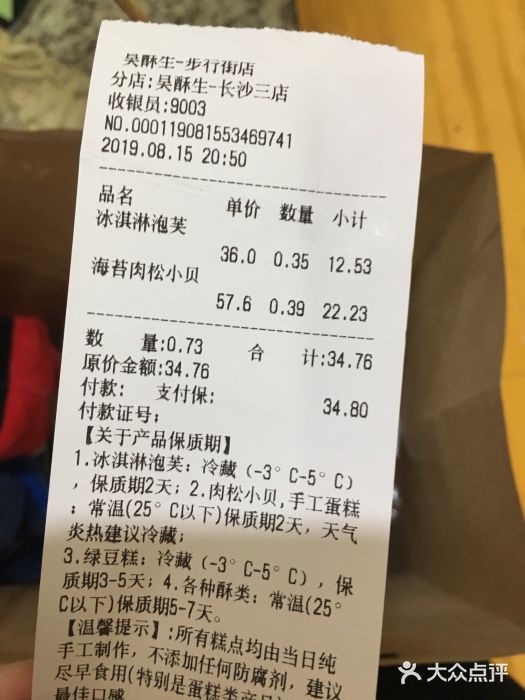 吴酥生-步行街店
分店:吴酥生-长沙三店
收银员:9003
NO.000119081553469741
2019.08.15 20:50
品名 单价 数量 小计
冰淇淋泡芙
36.0 0.35 12.53
海苔肉松小贝
57.6 0.39 22.23
数 量:0.73 合 计:34.76
原价金额:34.76
付款: 支付保: 34.80
付款证号:
【关于产品保质期】
1.冰淇淋泡芙：冷藏（-3°C-5°C）
，保质期2天；2.肉松小贝,手工蛋糕
：常温(25°C以下)保质期2天，天气
炎热建议冷藏;
3.绿豆糕：冷藏（-3°C-5°C），保
质期3-5天；4.各种酥类：常温(25°
C以下)保质期5-7天。
【温馨提示】:所有糕点均由当日纯
手工制作，不添加任何防腐剂，建议
尽早食用(特别是蛋糕类产品)
最佳口感
大众点评